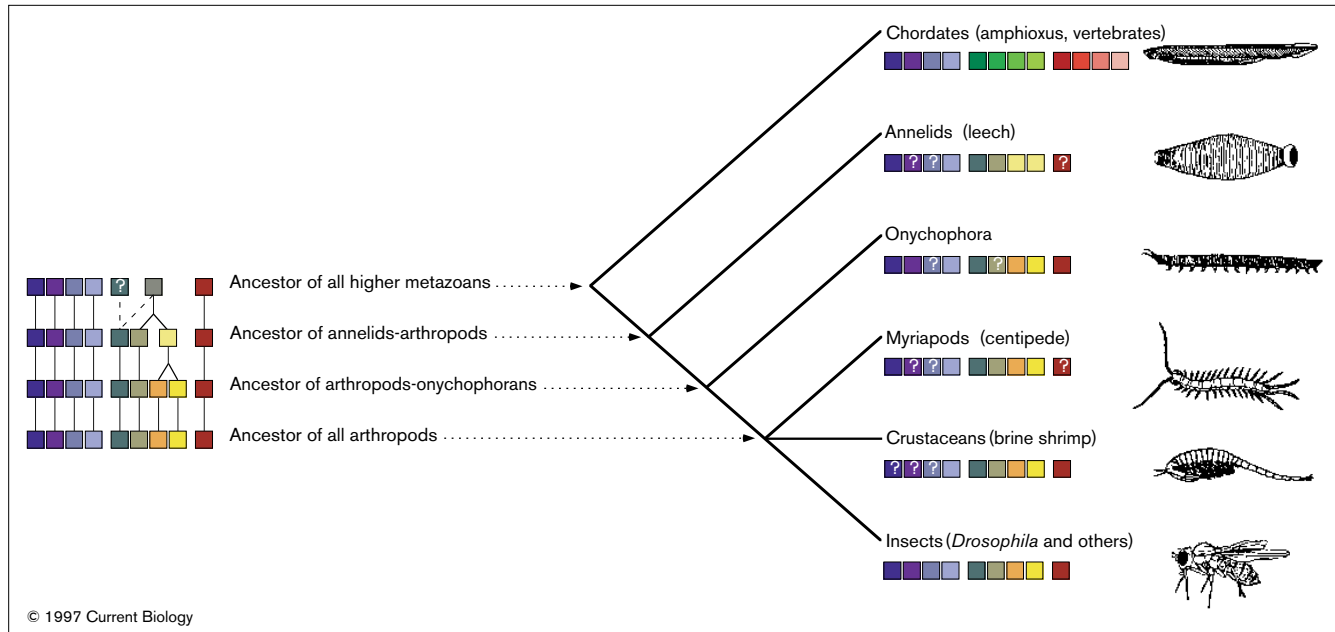 Chordates (amphioxus, vertebrates)
Annelids (leech)
? ? ?
Onychophora
? ?
? Ancestor of all higher metazoans
Ancestor of annelids-arthropods
Myriapods (centipede)
? ? ?
Ancestor of arthropods-onychophorans
Ancestor of all arthropods
Crustaceans (brine shrimp)
? ? ?
Insects (Drosophila and others)
© 1997 Current Biology